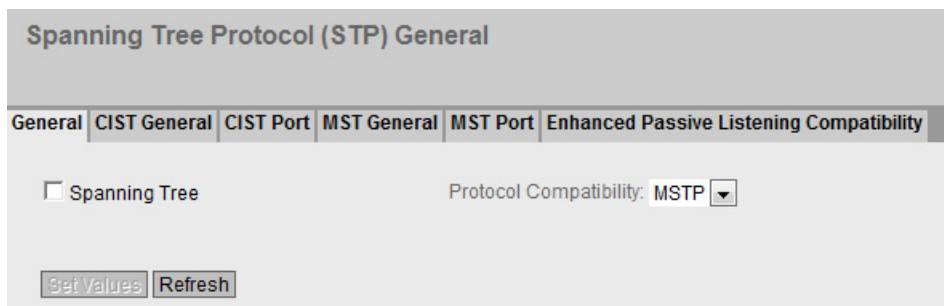 Spanning Tree Protocol (STP) General
General CIST General CIST Port MST General MST Port Enhanced Passive Listening Compatibility
Spanning Tree Protocol Compatibility: MSTP
Set Values Refresh